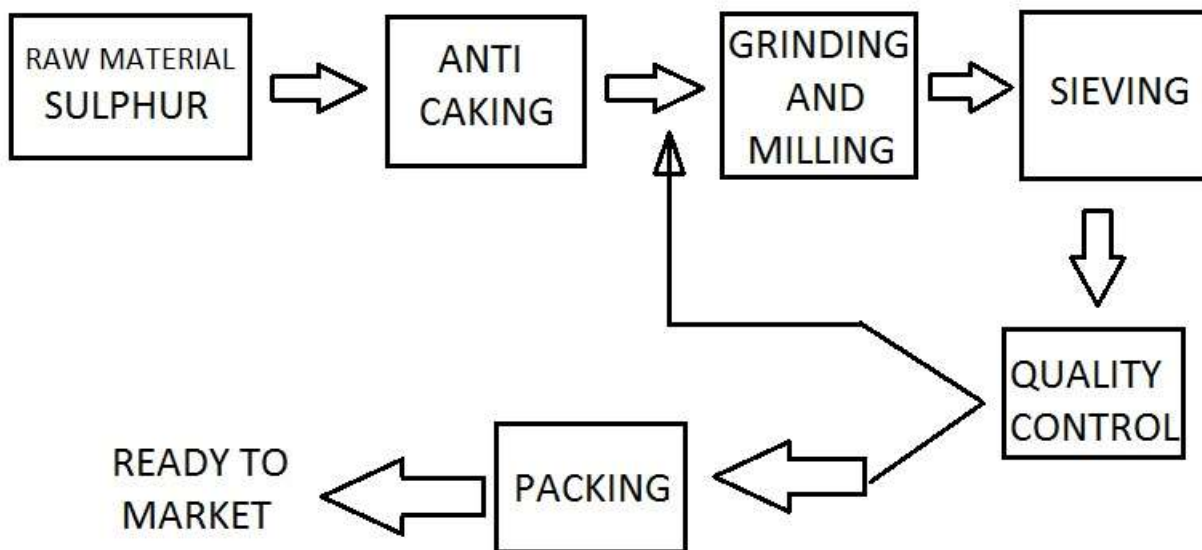 RAW MATERIAL
SULPHUR
ANTI
CAKING
GRINDING
AND
MILLING
SIEVING
QUALITY
CONTROL
PACKING
READY TO
MARKET